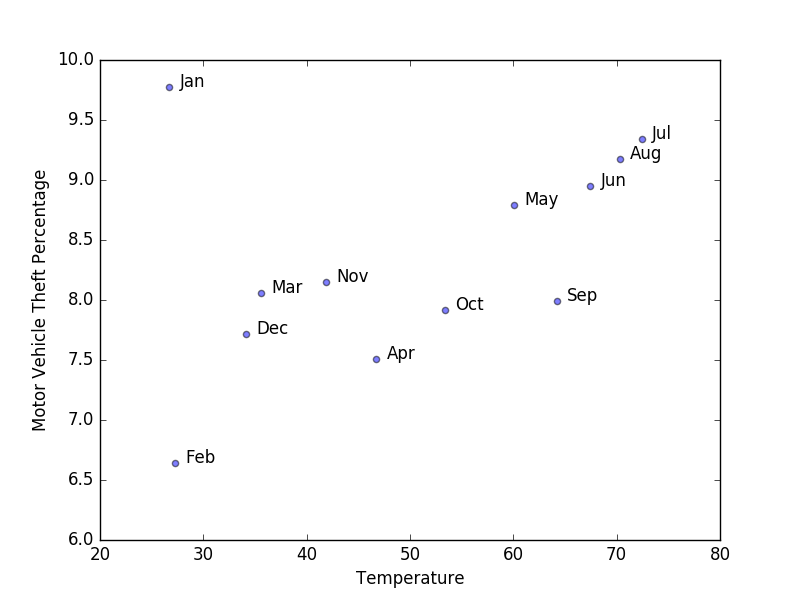 10.0
9.5
9.0
8.5
8.0
7.5
7.0
6.5
6.0
Motor Vehicle Theft Percentage
Jan
Jul
Aug
Jun
May
Mar
Nov
Sep
Oct
Dec
Apr
Feb
20 30 40 50 60 70 80
Temperature